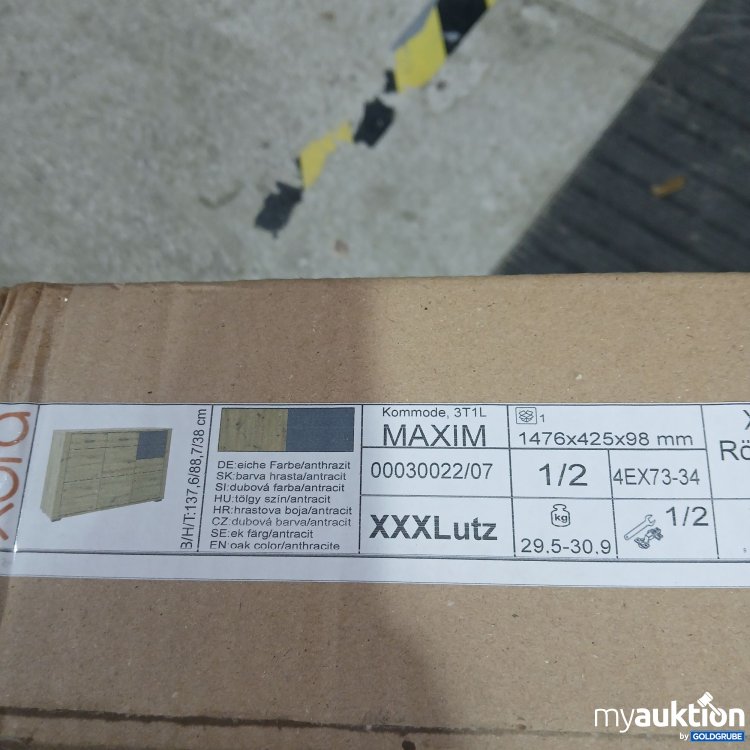 xora
B/H/T:137,6/88,7/38 cm
DE:eiche Farbe/anthrazit
SK:barva hrasta/antracit
SI:dubová farba/antracit
HU:tölgy szín/antracit
HR:hrastova boja/antracit
CZ:dubová barva/antracit
SE:ek färg/antracit
EN:oak color/anthracite
Kommode, 3T1L
MAXIM
00030022/07
XXXLutz
1
1476x425x98 mm
1/2
4EX73-34
kg
29.5-30.9
1/2
X
Rö
myauktion
by GOLDGRUBE